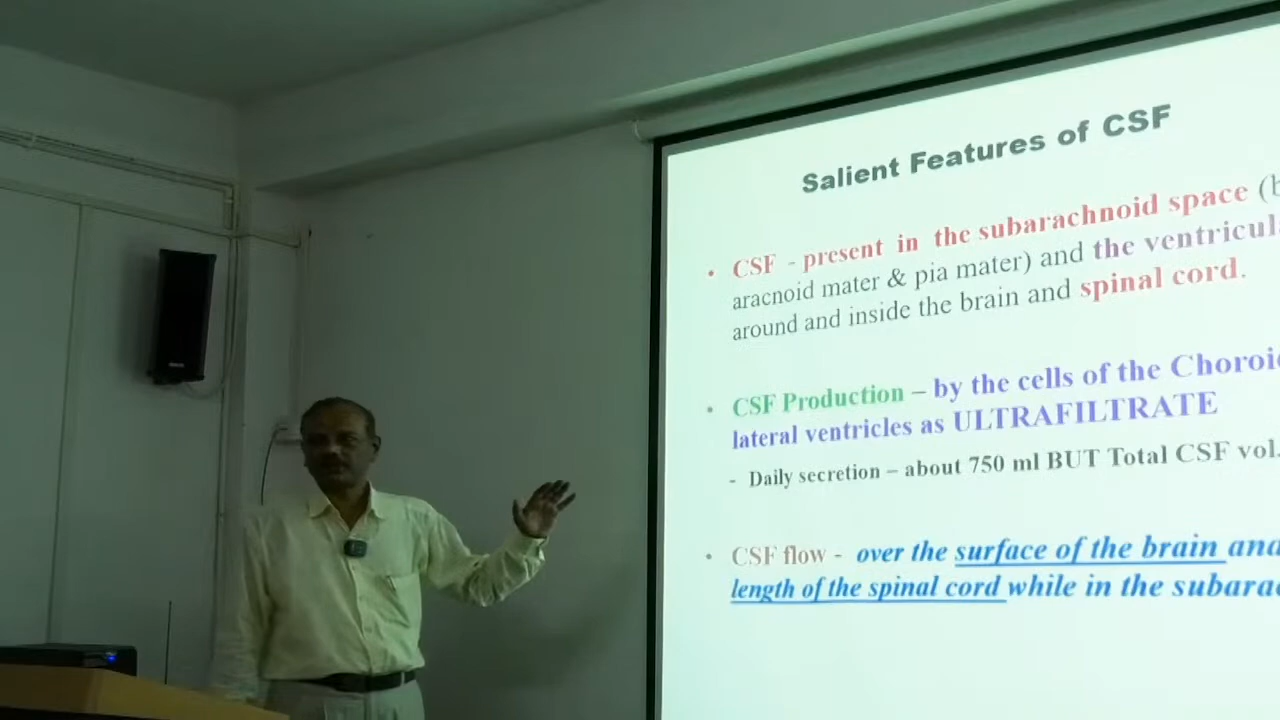 Salient Features of CSF
• CSF - present in the subarachnoid space
aracnoid mater & pia mater) and the
around and inside the brain and spinal cord.
• CSF Production – by the cells of the
lateral ventricles as ULTRAFILTRATE
- Daily secretion – about 750 ml BUT Total CSF vol.
• CSF flow - over the surface of the brain and
length of the spinal cord while in the